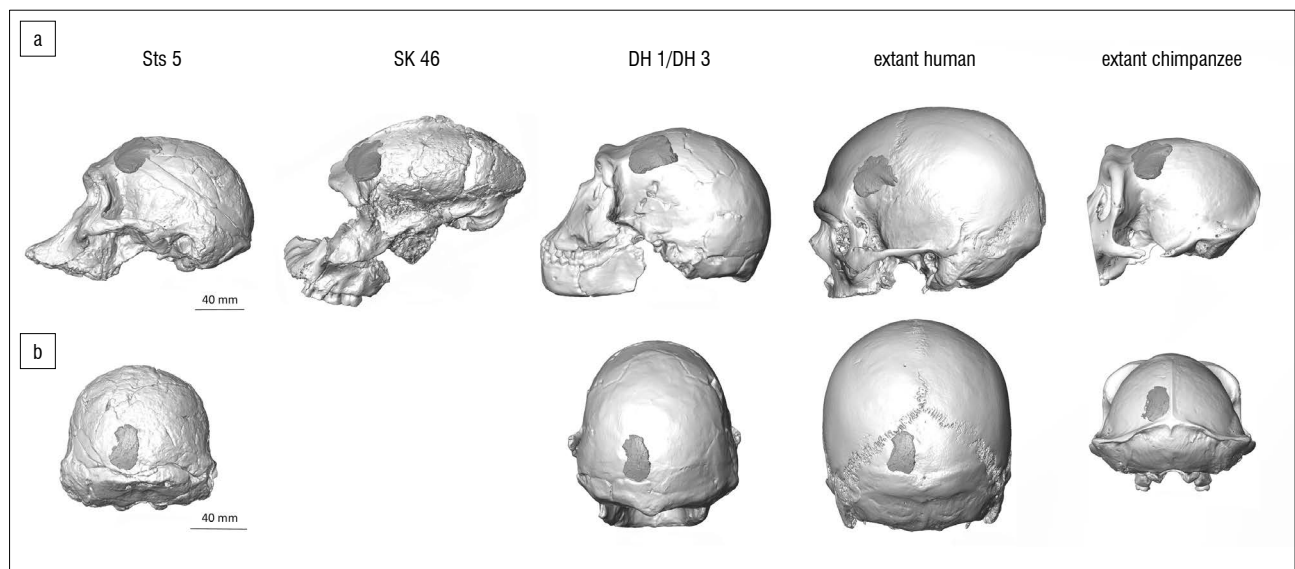 a
Sts 5 SK 46 DH 1/DH 3 extant human extant chimpanzee
40 mm
b
40 mm